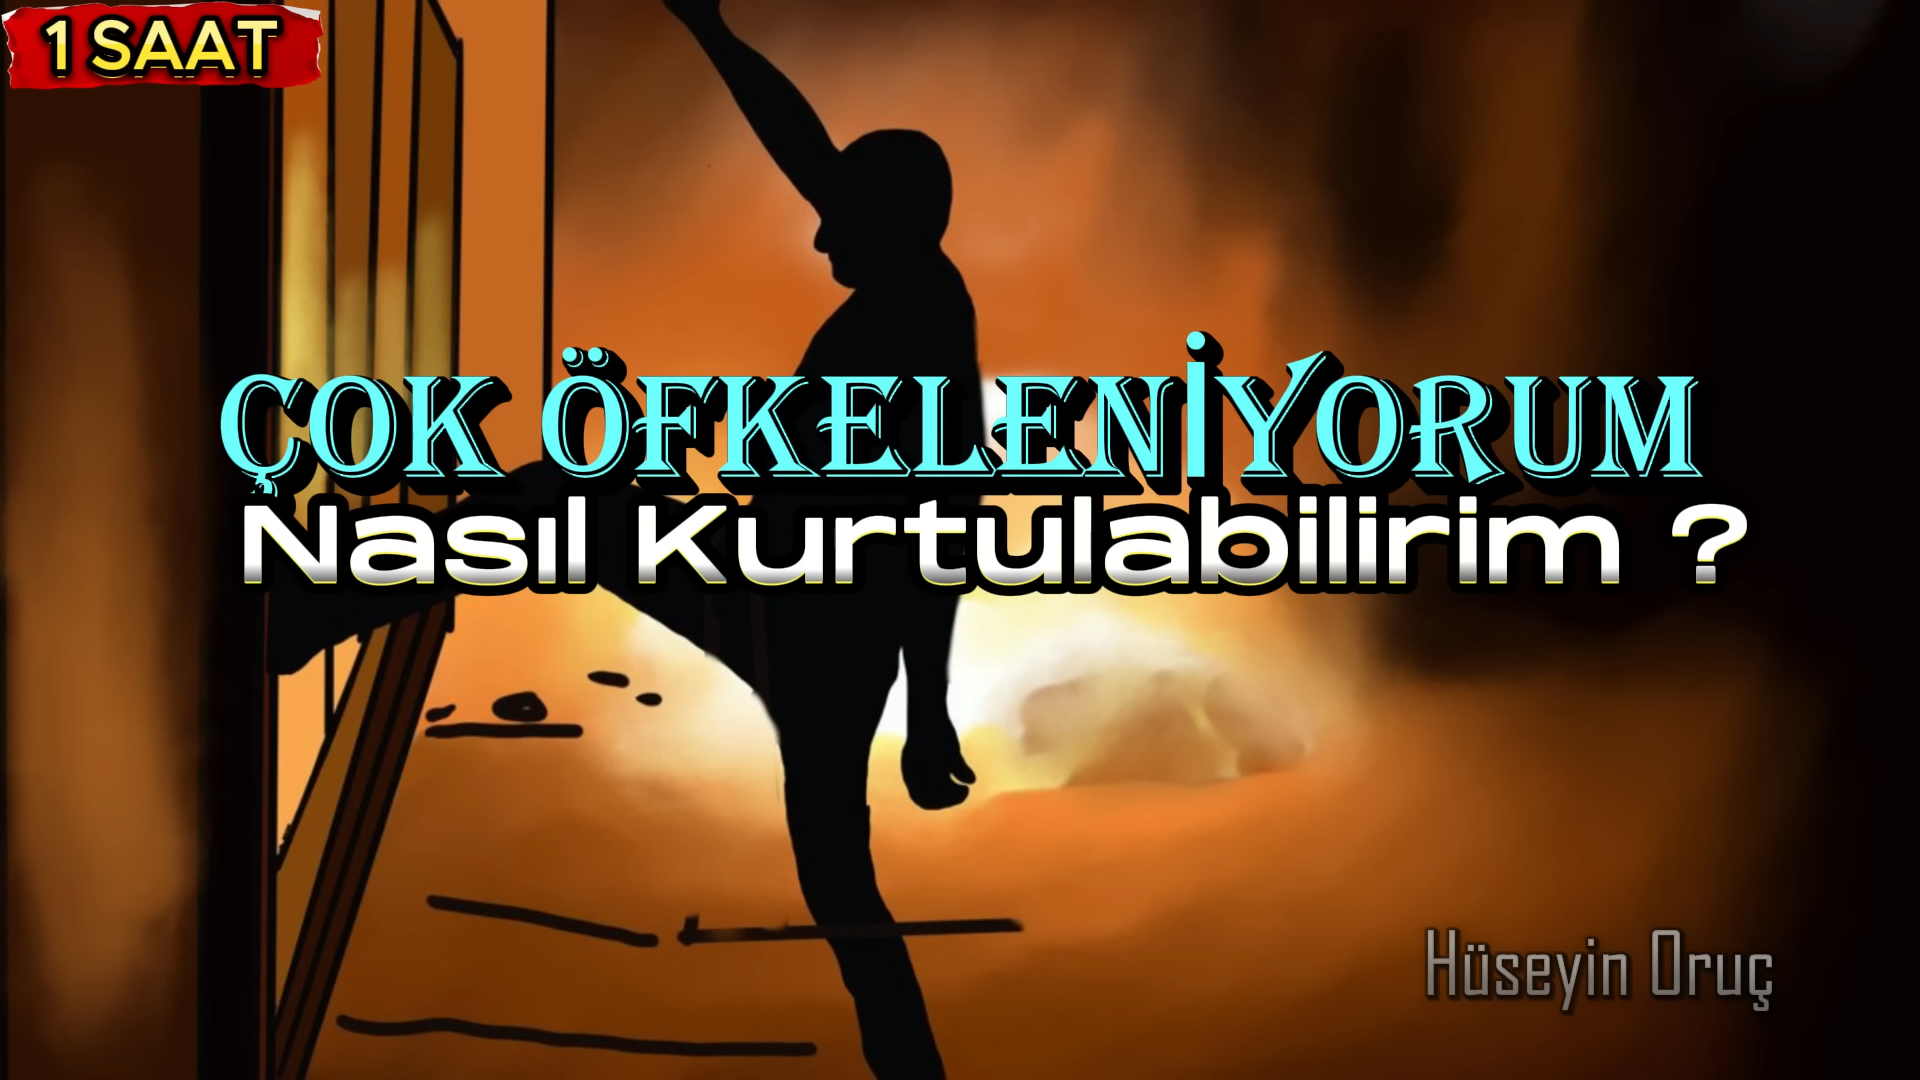 1 SAAT
ÇOK ÖFKELENİYORUM
Nasıl Kurtulabilirim ?
Hüseyin Oruç